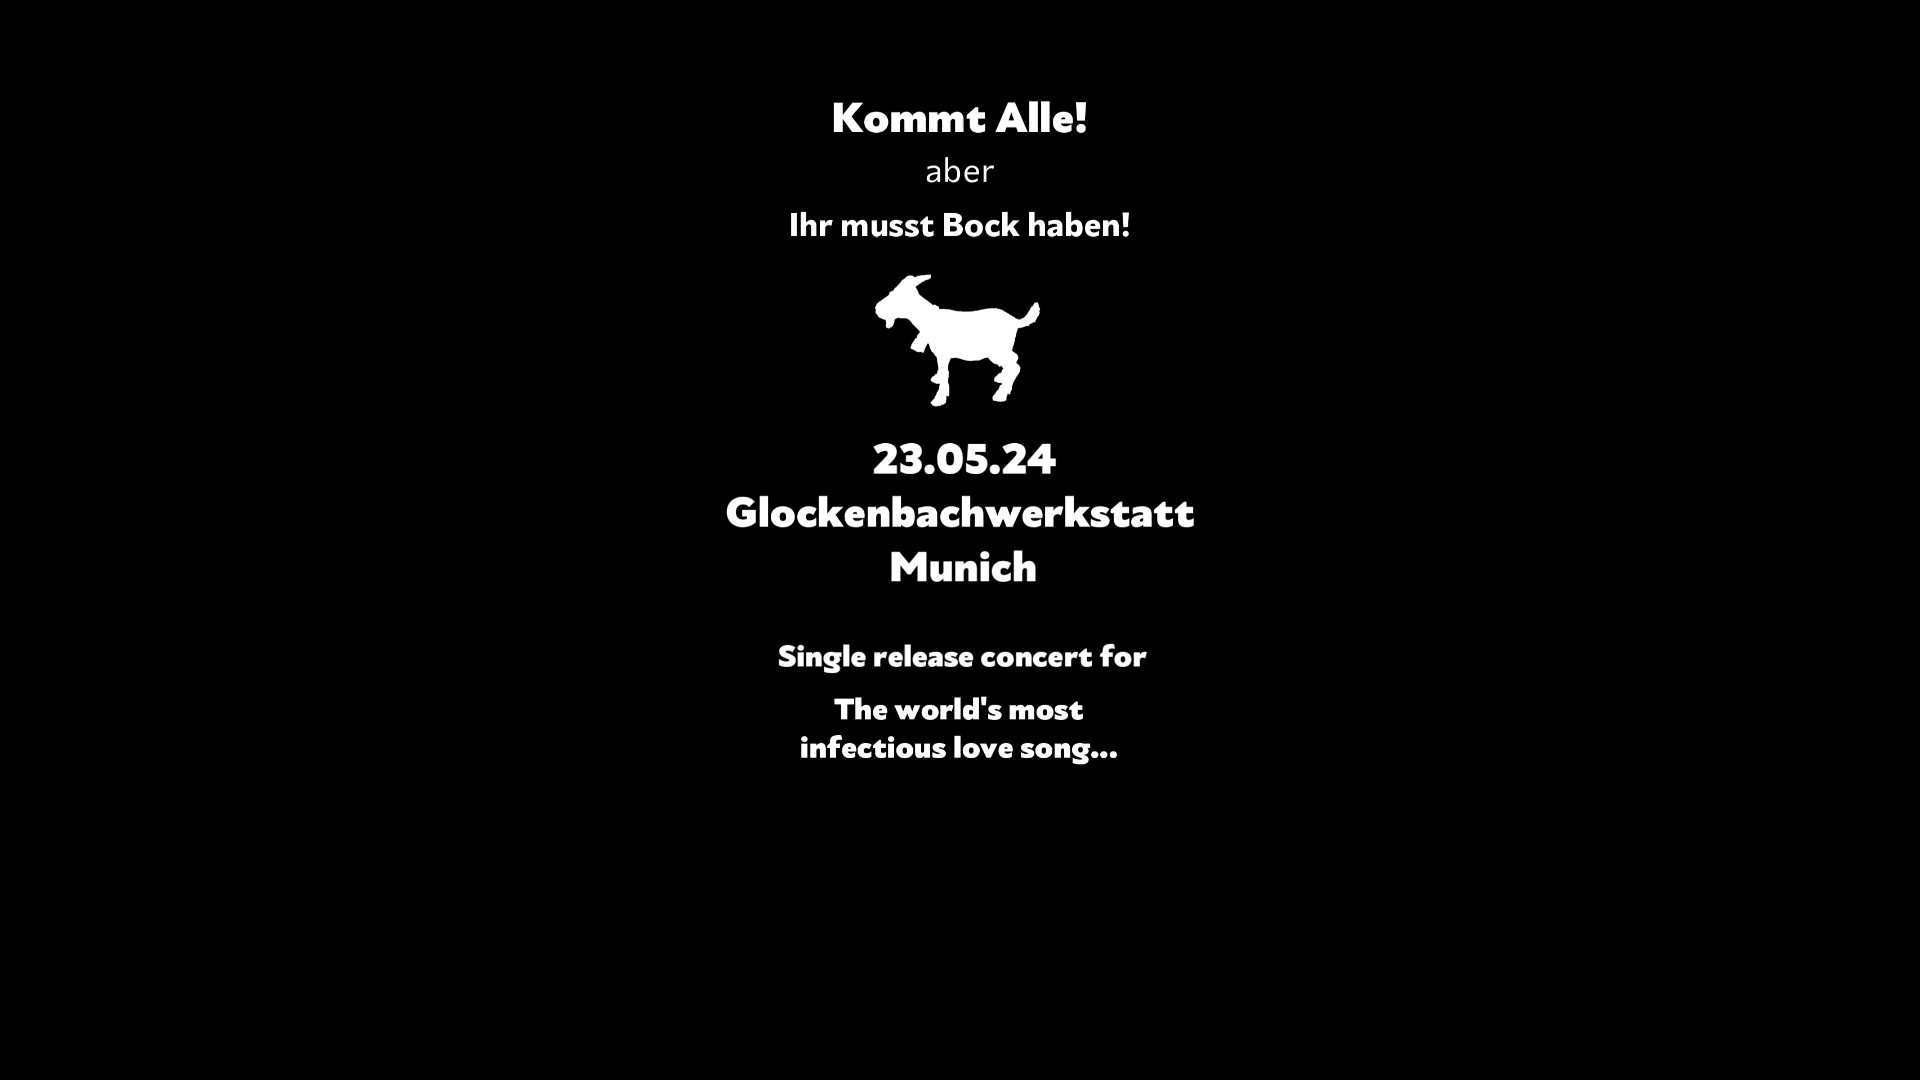 Kommt Alle!
aber
Ihr musst Bock haben!
23.05.24
Glockenbachwerkstatt
Munich
Single release concert for
The world's most
infectious love song...